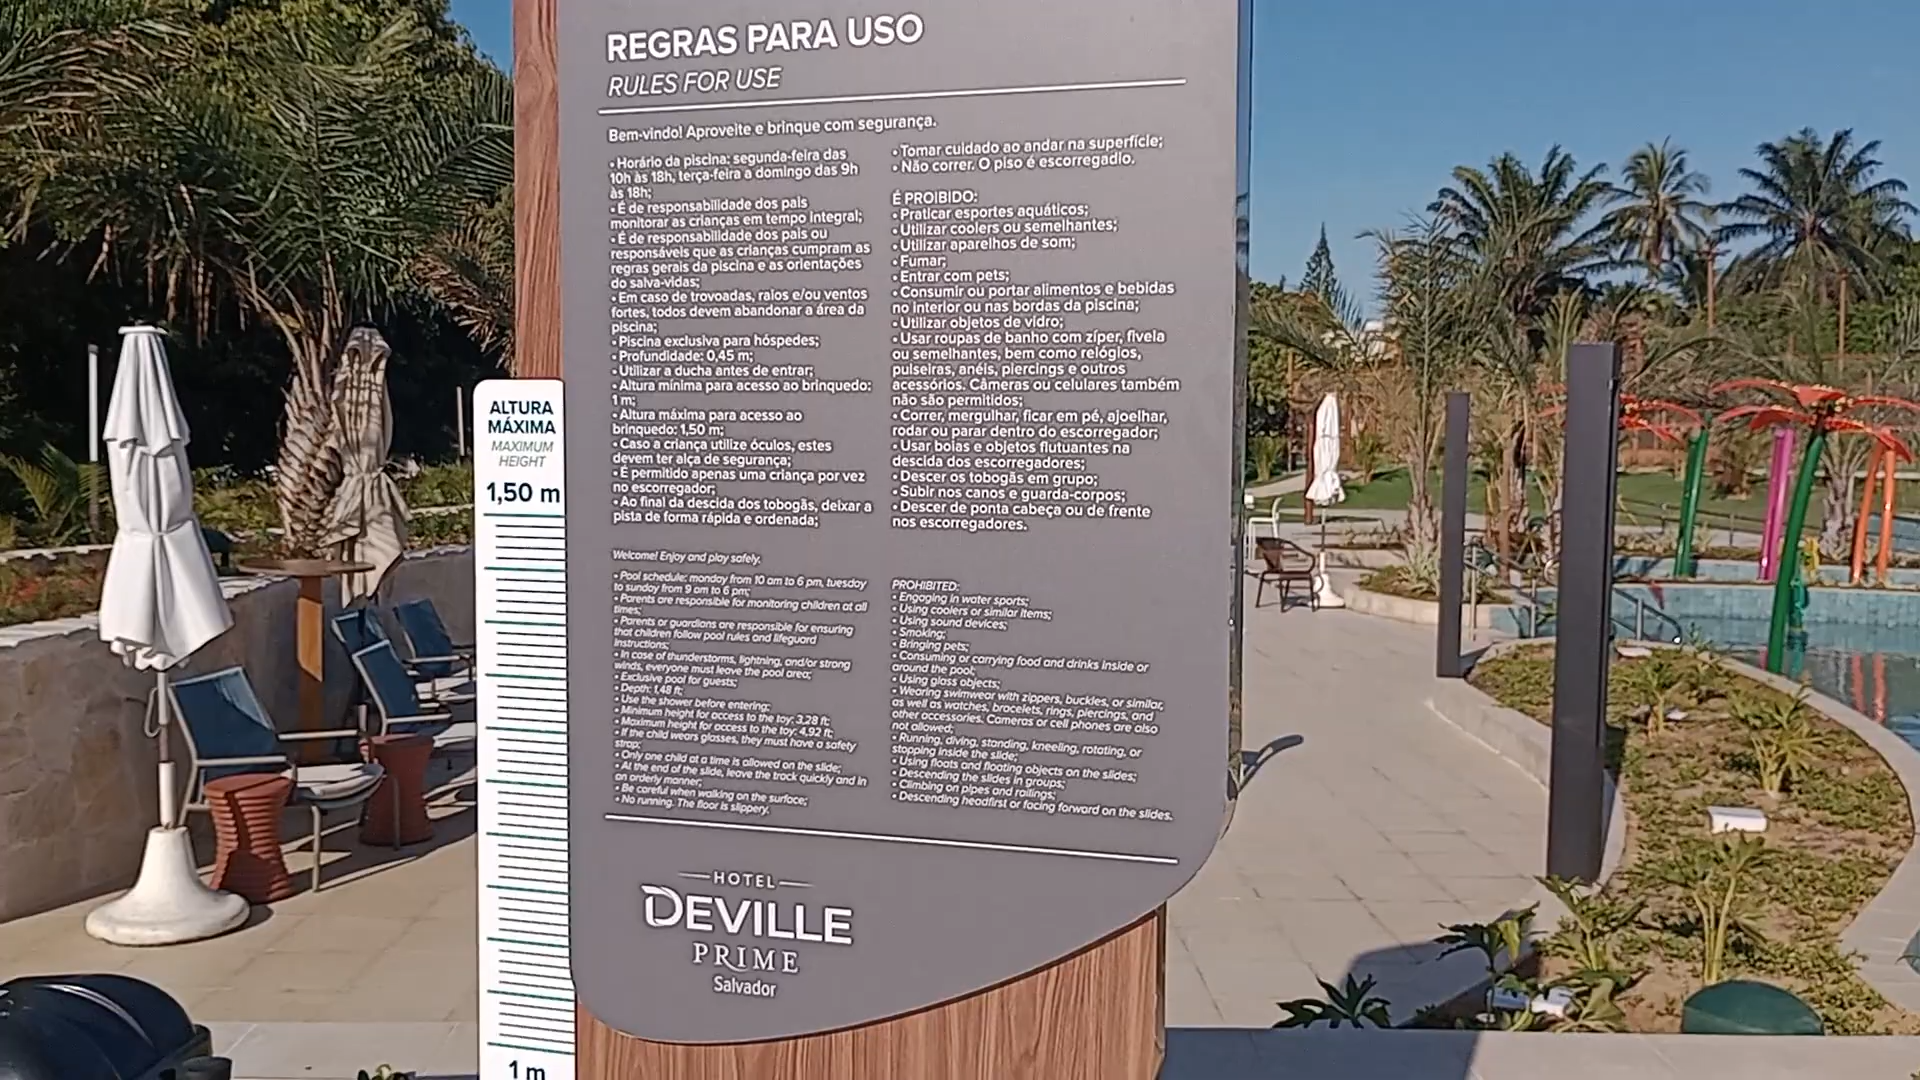 REGRAS PARA USO
RULES FOR USE
Bem-vindo! Aproveite e brinque com segurança.
• Horário da piscina: segunda-feira das
10h às 18h, terça-feira a domingo das 9h
às 18h;
• É de responsabilidade dos pais
monitorar as crianças em tempo integral;
• É de responsabilidade dos pais ou
responsáveis que as crianças cumpram as
regras gerais da piscina e as orientações
do salva-vidas;
• Em caso de trovoadas, raios e/ou ventos
fortes, todos devem abandonar a área da
piscina;
• Piscina exclusiva para hóspedes;
• Profundidade: 0,45 m;
• Utilizar a ducha antes de entrar;
• Altura mínima para acesso ao brinquedo:
1 m;
• Altura máxima para acesso ao
brinquedo: 1,50 m;
• Caso a criança utilize óculos, estes
devem ter alça de segurança;
• É permitido apenas uma criança por vez
no escorregador;
• Ao final da descida dos tobogãs, deixar a
pista de forma rápida e ordenada;
• Tomar cuidado ao andar na superfície;
• Não correr. O piso é escorregadio.
É PROIBIDO:
• Praticar esportes aquáticos;
• Utilizar coolers ou semelhantes;
• Utilizar aparelhos de som;
• Fumar;
• Entrar com pets;
• Consumir ou portar alimentos e bebidas
no interior ou nas bordas da piscina;
• Utilizar objetos de vidro;
• Usar roupas de banho com zíper, fivela
ou semelhantes, bem como relógios,
pulseiras, anéis, piercings e outros
acessórios. Câmeras ou celulares também
não são permitidos;
• Correr, mergulhar, ficar em pé, ajoelhar,
rodar ou parar dentro do escorregador;
• Usar boias e objetos flutuantes na
descida dos escorregadores;
• Descer os tobogãs em grupo;
• Subir nos canos e guarda-corpos;
• Descer de ponta cabeça ou de frente
nos escorregadores.
Welcome! Enjoy and play safely.
• Pool schedule: monday from 10 am to 6 pm, tuesday
to sunday from 9 am to 6 pm;
• Parents are responsible for monitoring children at all
times;
• Parents or guardians are responsible for ensuring
that children follow pool rules and lifeguard
instructions;
• In case of thunderstorms, lightning, and/or strong
winds, everyone must leave the pool area;
• Exclusive pool for guests;
• Depth: 1,48 ft;
• Use the shower before entering;
• Minimum height for access to the toy: 3,28 ft;
• Maximum height for access to the toy: 4,92 ft;
• If the child wears glasses, they must have a safety
strap;
• Only one child at a time is allowed on the slide;
• At the end of the slide, leave the track quickly and in
an orderly manner;
• Be careful when walking on the surface;
• No running. The floor is slippery.
PROHIBITED:
• Engaging in water sports;
• Using coolers or similar items;
• Using sound devices;
• Smoking;
• Bringing pets;
• Consuming or carrying food and drinks inside or
around the pool;
• Using glass objects;
• Wearing swimwear with zippers, buckles, or similar,
as well as watches, bracelets, rings, piercings, and
other accessories. Cameras or cell phones are also
not allowed;
• Running, diving, standing, kneeling, rotating, or
stopping inside the slide;
• Using floats and floating objects on the slides;
• Descending the slides in groups;
• Climbing on pipes and railings;
• Descending headfirst or facing forward on the slides.
HOTEL
DEVILLE
PRIME
Salvador
ALTURA
MÁXIMA
MAXIMUM
HEIGHT
1,50 m
1 m